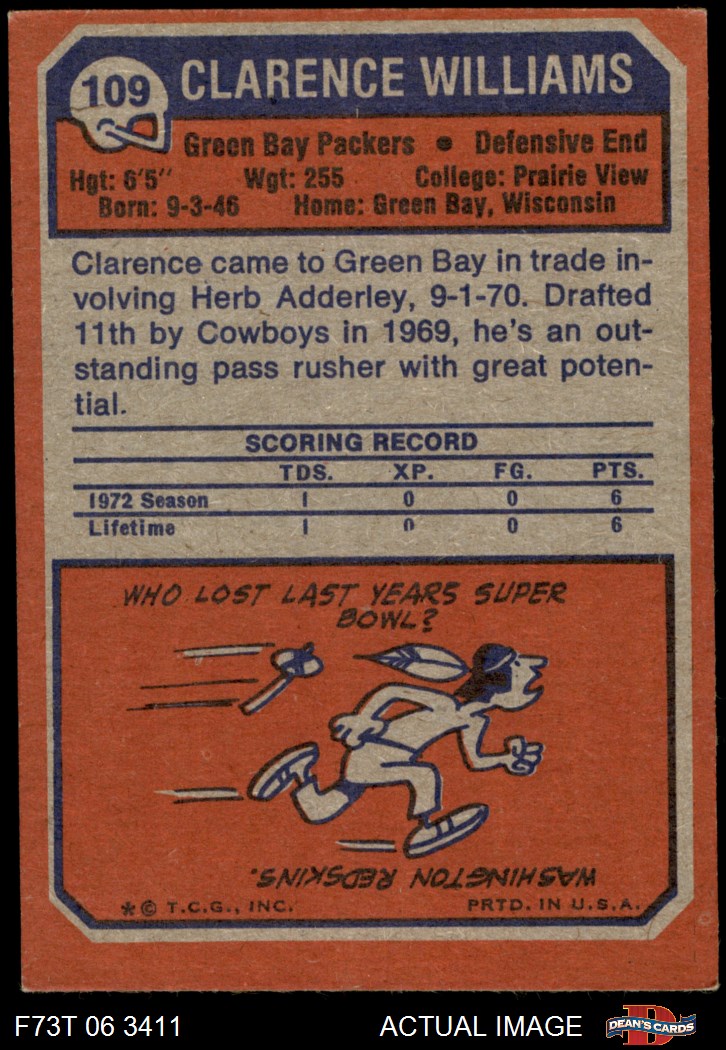 109
CLARENCE WILLIAMS
Green Bay Packers • Defensive End
Hgt: 6'5" Wgt: 255 College: Prairie View
Born: 9-3-46 Home: Green Bay, Wisconsin
Clarence came to Green Bay in trade in-
volving Herb Adderley, 9-1-70. Drafted
11th by Cowboys in 1969, he's an out-
standing pass rusher with great poten-
tial.
SCORING RECORD
TDS. XP. FG. PTS.
1972 Season 1 0 0 6
Lifetime 1 0 0 6
WHO LOST LAST YEARS SUPER
BOWL?
WASHINGTON REDSKINS.
* © T.C.G., INC. PRTD. IN U.S.A.
F73T 06 3411 ACTUAL IMAGE
D
DEAN'S CARDS